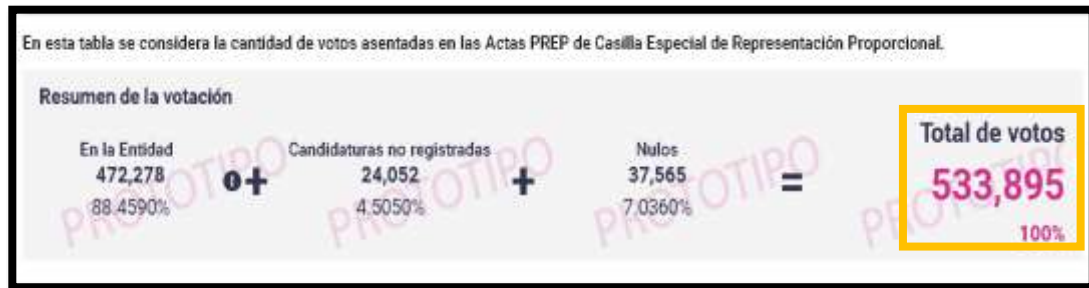 En esta tabla se considera la cantidad de votos asentadas en las Actas PREP de Casilla Especial de Representación Proporcional.
Resumen de la votación
En la Entidad
472,278
88.4590%
+
Candidaturas no registradas
24,052
4.5050%
+
Nulos
37,565
7.0360%
=
Total de votos
533,895
100%
PROTOTIPO
PROTOTIPO
PROTOTIPO
PROTOTIPO